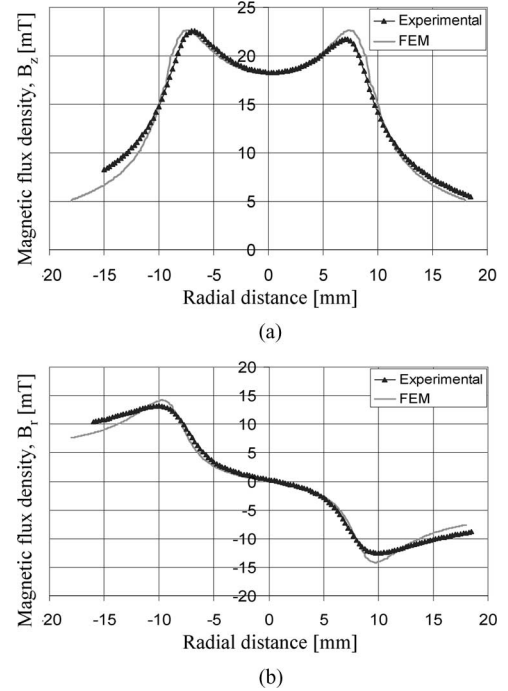 Magnetic flux density, B_z [mT]
25
20
15
10
5
0
-20 -15 -10 -5 0 5 10 15 20
Experimental
FEM
Radial distance [mm]
(a)
Magnetic flux density, B_r [mT]
20
15
10
5
0
-5
-10
-15
-20
-20 -15 -10 -5 0 5 10 15 20
Experimental
FEM
Radial distance [mm]
(b)